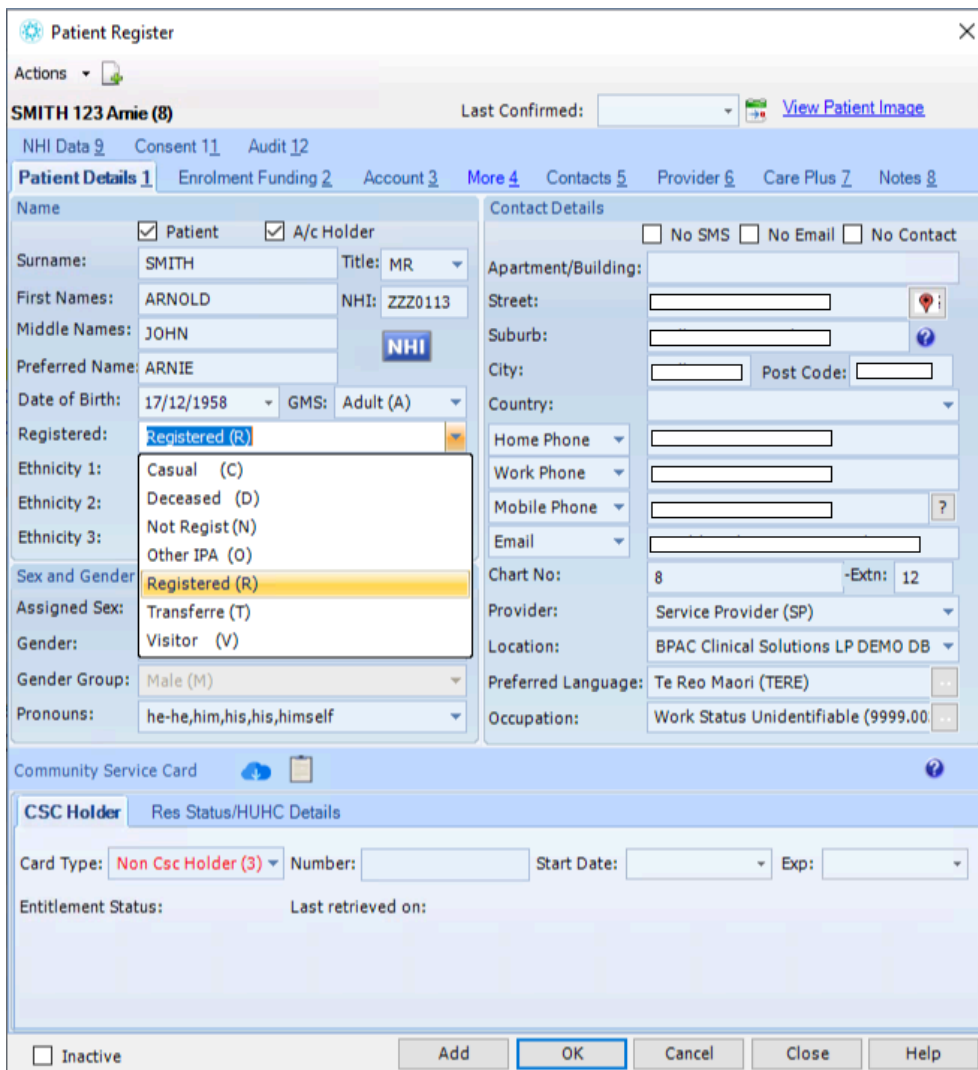 Patient Register
Actions
SMITH 123 Arnie (8)
Last Confirmed:
View Patient Image
NHI Data 9 Consent 11 Audit 12
Patient Details 1 Enrolment Funding 2 Account 3 More 4 Contacts 5 Provider 6 Care Plus 7 Notes 8
Name
Patient A/c Holder
Surname: SMITH Title: MR
First Names: ARNOLD NHI: ZZZ0113
Middle Names: JOHN
NHI
Preferred Name: ARNIE
Date of Birth: 17/12/1958 GMS: Adult (A)
Registered: Registered (R)
Ethnicity 1:
Ethnicity 2:
Ethnicity 3:
Casual (C)
Deceased (D)
Not Regist (N)
Other IPA (O)
Registered (R)
Transferre (T)
Visitor (V)
Sex and Gender
Assigned Sex:
Gender:
Gender Group: Male (M)
Pronouns: he-he,him,his,his,himself
Contact Details
No SMS No Email No Contact
Apartment/Building:
Street:
Suburb:
?
City: Post Code:
Country:
Home Phone
Work Phone
Mobile Phone ?
Email
Chart No: 8 -Extn: 12
Provider: Service Provider (SP)
Location: BPAC Clinical Solutions LP DEMO DB
Preferred Language: Te Reo Maori (TERE) ..
Occupation: Work Status Unidentifiable (9999.00 ..
Community Service Card ?
CSC Holder Res Status/HUHC Details
Card Type: Non Csc Holder (3) Number: Start Date: Exp:
Entitlement Status: Last retrieved on:
Inactive Add OK Cancel Close Help